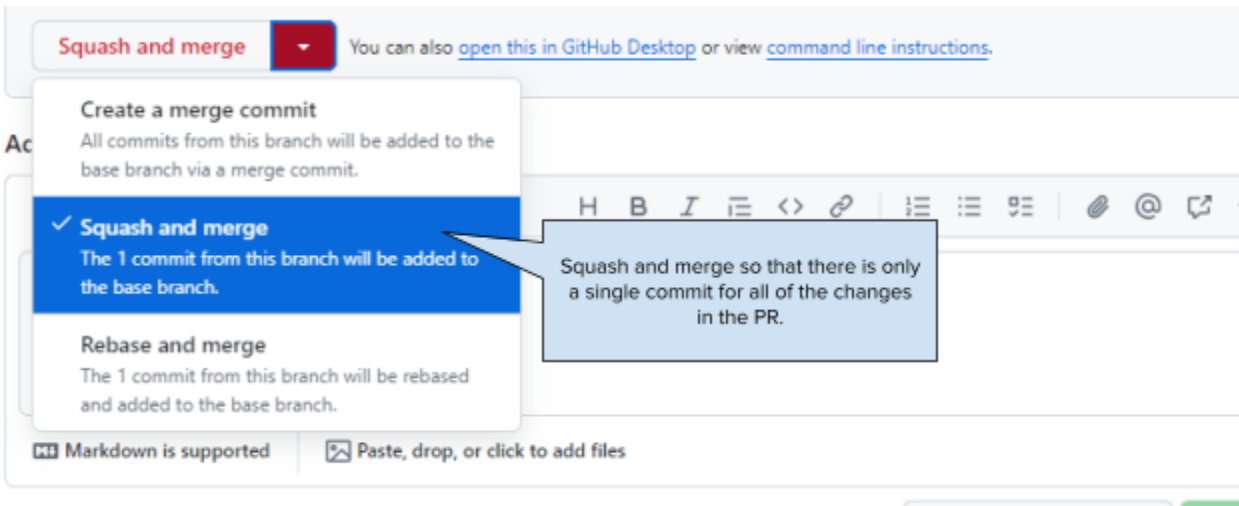 Squash and merge
You can also open this in GitHub Desktop or view command line instructions.
Create a merge commit
All commits from this branch will be added to the
base branch via a merge commit.
Ac
H B I <> @
Squash and merge
The 1 commit from this branch will be added to
the base branch.
Squash and merge so that there is only
a single commit for all of the changes
in the PR.
Rebase and merge
The 1 commit from this branch will be rebased
and added to the base branch.
Markdown is supported
Paste, drop, or click to add files